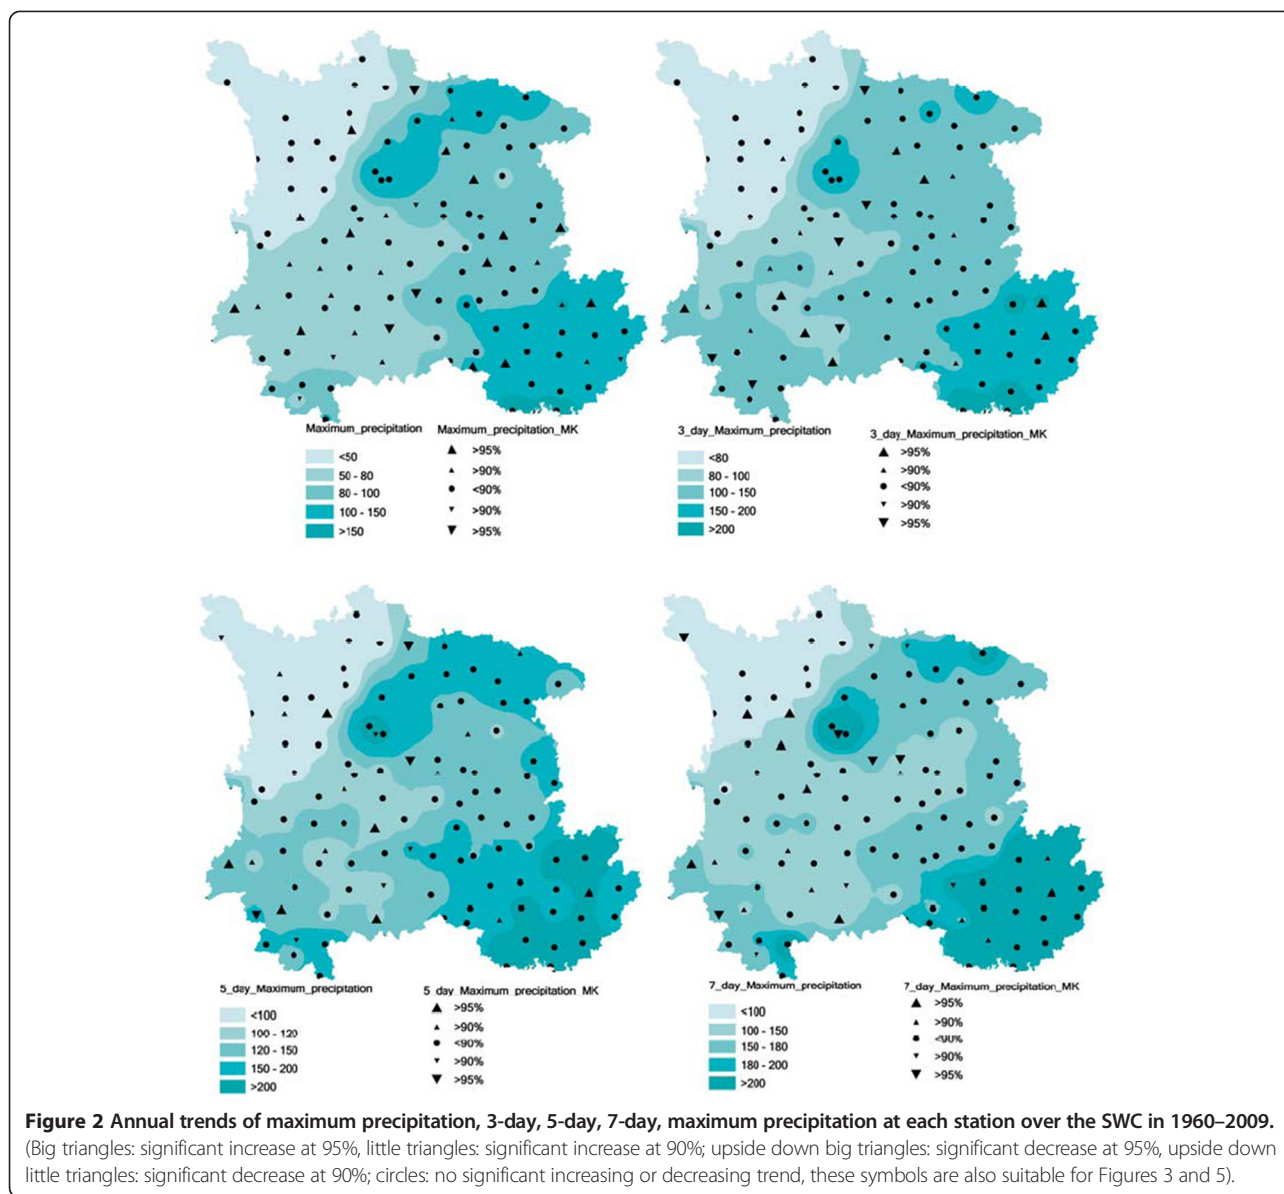 Maximum_precipitation
<50
50 - 80
80 - 100
100 - 150
>150
Maximum_precipitation_MK
>95%
>90%
<90%
>90%
>95%
3_day_Maximum_precipitation
<80
80 - 100
100 - 150
150 - 200
>200
3_day_Maximum_precipitation_MK
>95%
>90%
<90%
>90%
>95%
5_day_Maximum_precipitation
<100
100 - 120
120 - 150
150 - 200
>200
5_day_Maximum_precipitation_MK
>95%
>90%
<90%
>90%
>95%
7_day_Maximum_precipitation
<100
100 - 150
150 - 180
180 - 200
>200
7_day_Maximum_precipitation_MK
>95%
>90%
<90%
>90%
>95%
Figure 2 Annual trends of maximum precipitation, 3-day, 5-day, 7-day, maximum precipitation at each station over the SWC in 1960–2009.
(Big triangles: significant increase at 95%, little triangles: significant increase at 90%; upside down big triangles: significant decrease at 95%, upside down
little triangles: significant decrease at 90%; circles: no significant increasing or decreasing trend, these symbols are also suitable for Figures 3 and 5).